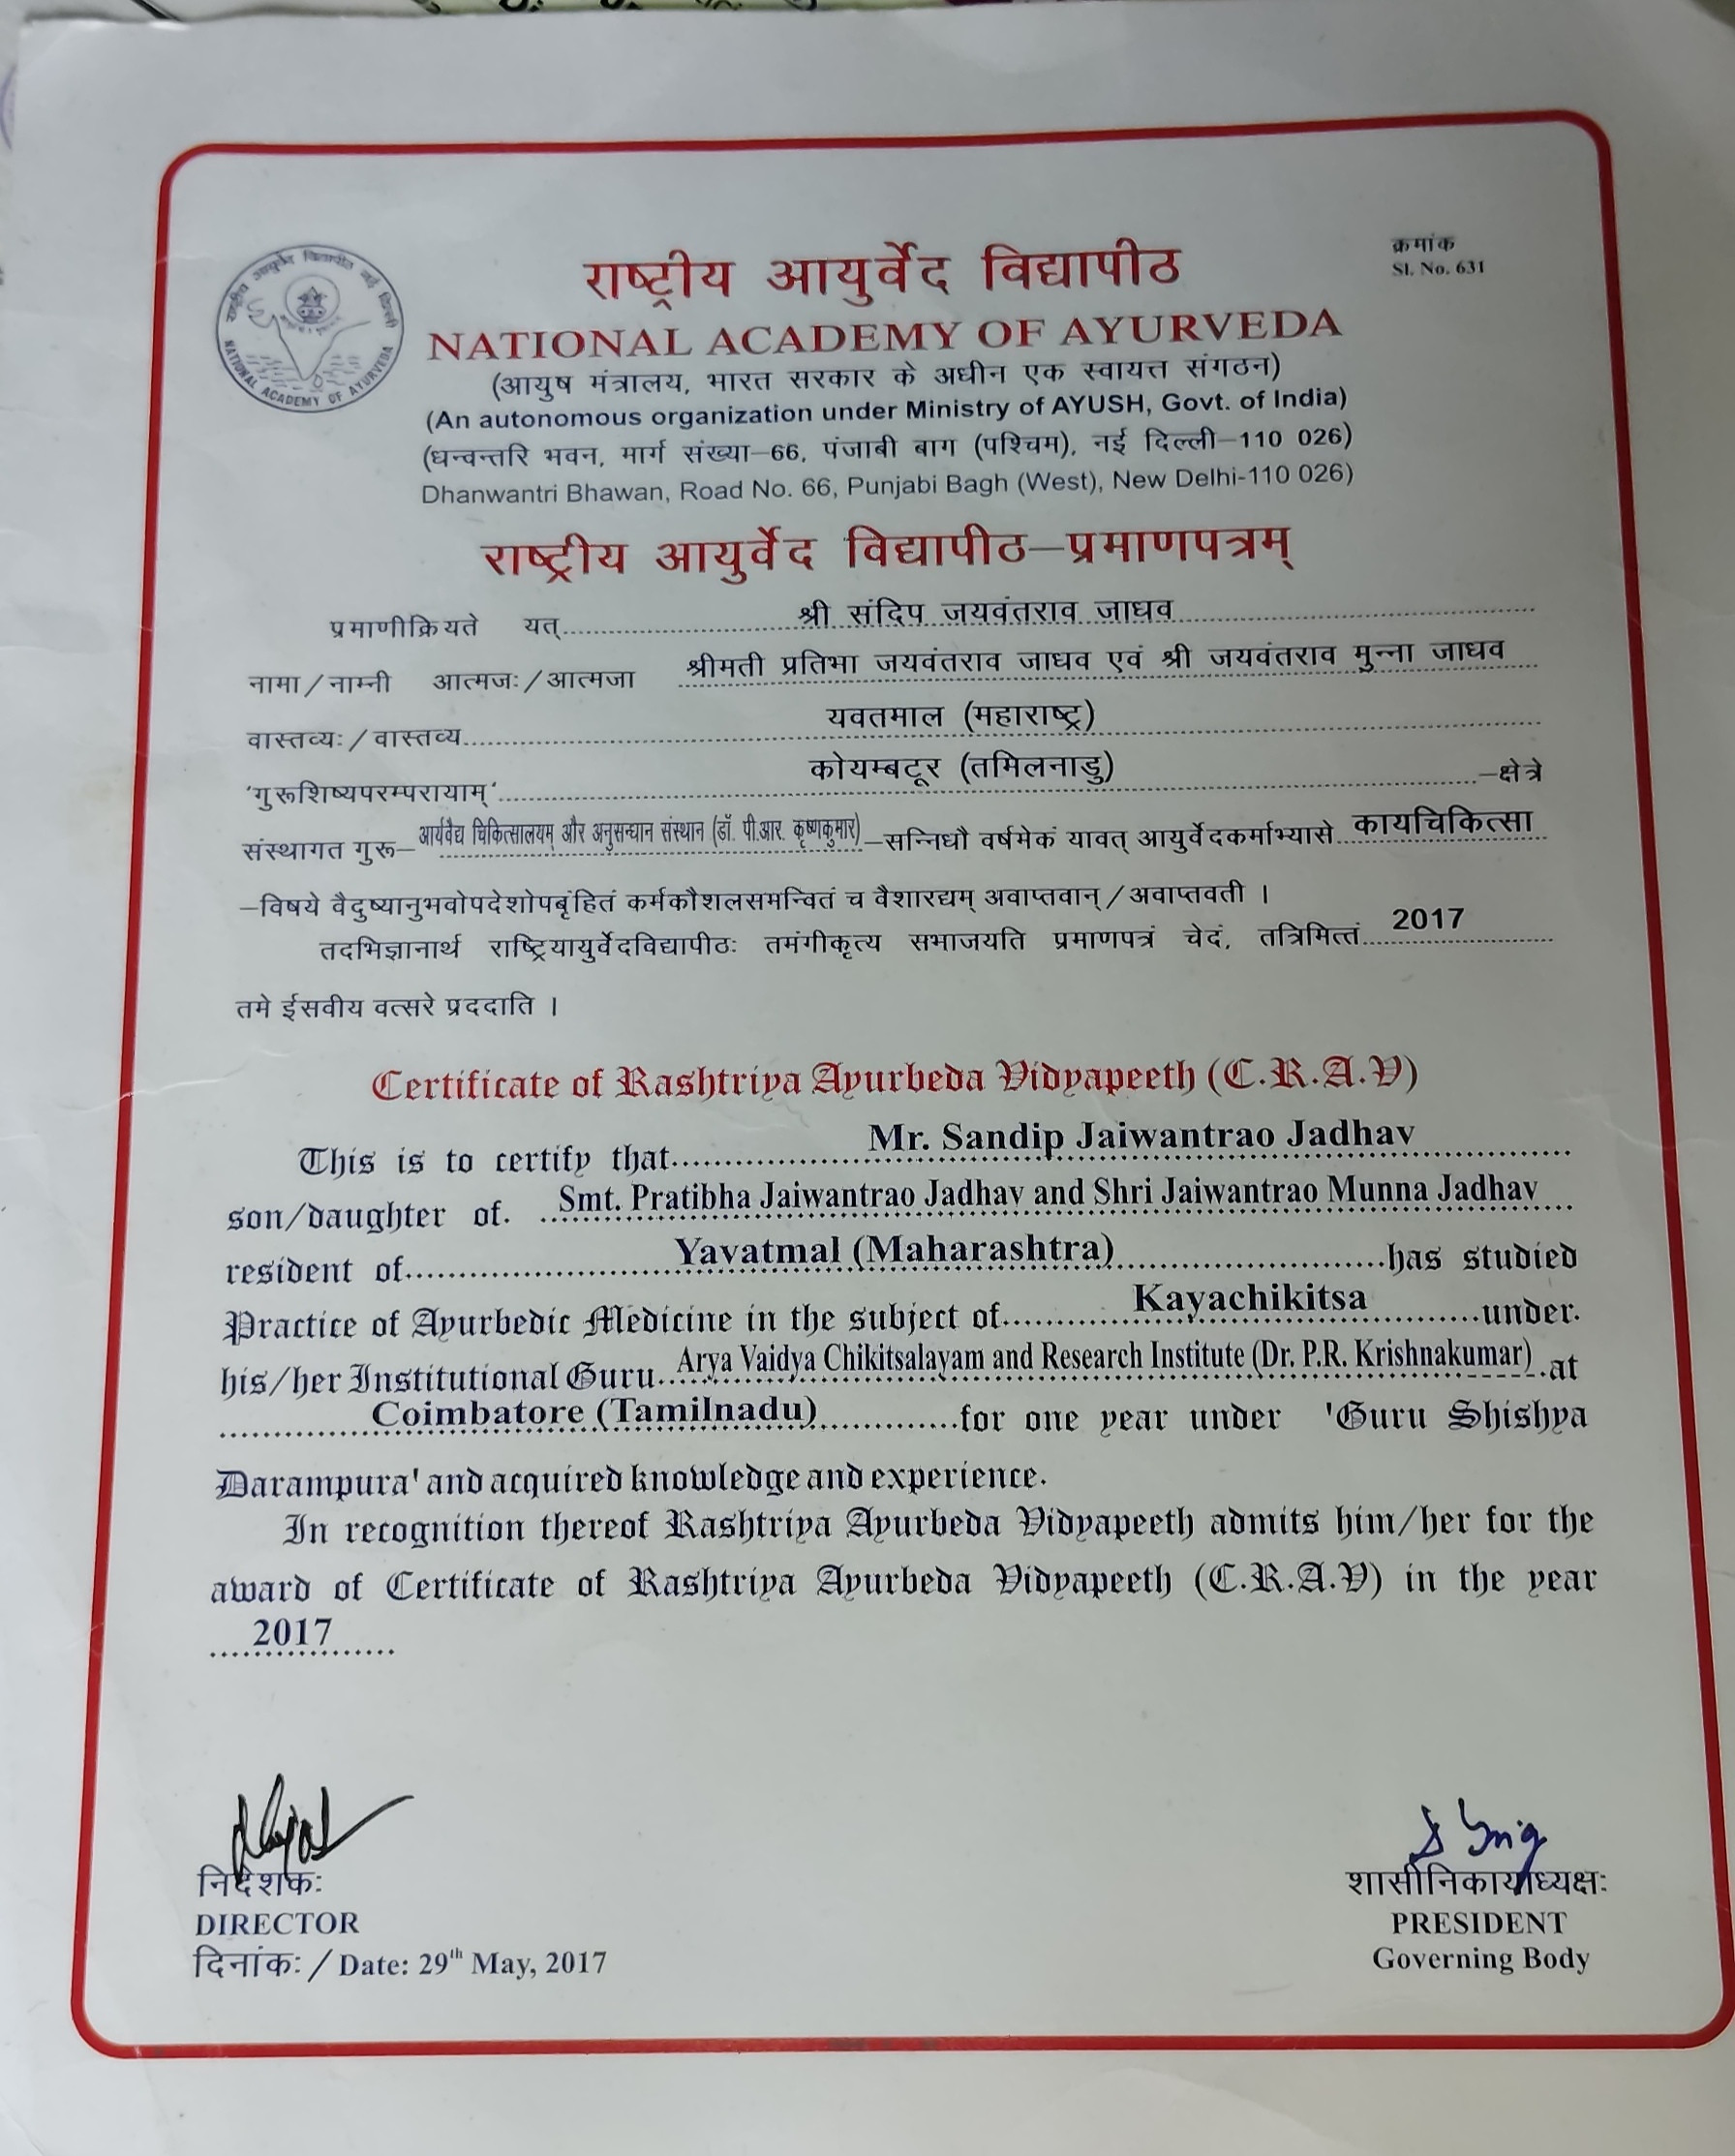 राष्ट्रीय आयुर्वेद विद्यापीठ नई दिल्ली
NATIONAL ACADEMY OF AYURVEDA
क्रमांक
Sl. No. 631
राष्ट्रीय आयुर्वेद विद्यापीठ
NATIONAL ACADEMY OF AYURVEDA
(आयुष मंत्रालय, भारत सरकार के अधीन एक स्वायत्त संगठन)
(An autonomous organization under Ministry of AYUSH, Govt. of India)
(धन्वन्तरि भवन, मार्ग संख्या–66, पंजाबी बाग (पश्चिम), नई दिल्ली–110 026)
Dhanwantri Bhawan, Road No. 66, Punjabi Bagh (West), New Delhi-110 026)
राष्ट्रीय आयुर्वेद विद्यापीठ–प्रमाणपत्रम्
प्रमाणीक्रियते यत् श्री संदिप जयवंतराव जाधव
नामा/नाम्नी आत्मजः/आत्मजा श्रीमती प्रतिभा जयवंतराव जाधव एवं श्री जयवंतराव मुन्ना जाधव
वास्तव्यः/वास्तव्य यवतमाल (महाराष्ट्र)
'गुरूशिष्यपरम्परायाम्' कोयम्बटूर (तमिलनाडु) –क्षेत्रे
संस्थागत गुरू– आर्यवैद्य चिकित्सालयम् और अनुसन्धान संस्थान (डॉ. पी.आर. कृष्णकुमार) –सन्निधौ वर्षमेकं यावत् आयुर्वेदकर्माभ्यासे कायचिकित्सा
–विषये वैदुष्यानुभवोपदेशोपबृंहितं कर्मकौशलसमन्वितं च वैशारद्यम् अवाप्तवान्/अवाप्तवती ।
तदभिज्ञानार्थ राष्ट्रियायुर्वेदविद्यापीठः तमंगीकृत्य सभाजयति प्रमाणपत्रं चेदं, तत्रिमित्तं 2017
तमे ईसवीय वत्सरे प्रददाति ।
Certificate of Rashtriya Ayurbeda Vidyapeeth (C.R.A.V)
This is to certify that Mr. Sandip Jaiwantrao Jadhav
son/daughter of. Smt. Pratibha Jaiwantrao Jadhav and Shri Jaiwantrao Munna Jadhav
resident of Yavatmal (Maharashtra) has studied
Practice of Ayurbedic Medicine in the subject of Kayachikitsa under.
his/her Institutional Guru Arya Vaidya Chikitsalayam and Research Institute (Dr. P.R. Krishnakumar) at
Coimbatore (Tamilnadu) for one year under 'Guru Shishya
Darampura' and acquired knowledge and experience.
In recognition thereof Rashtriya Ayurbeda Vidyapeeth admits him/her for the
award of Certificate of Rashtriya Ayurbeda Vidyapeeth (C.R.A.V) in the year
2017
निदेशकः
DIRECTOR
दिनांकः / Date: 29th May, 2017
शासीनिकायाध्यक्षः
PRESIDENT
Governing Body